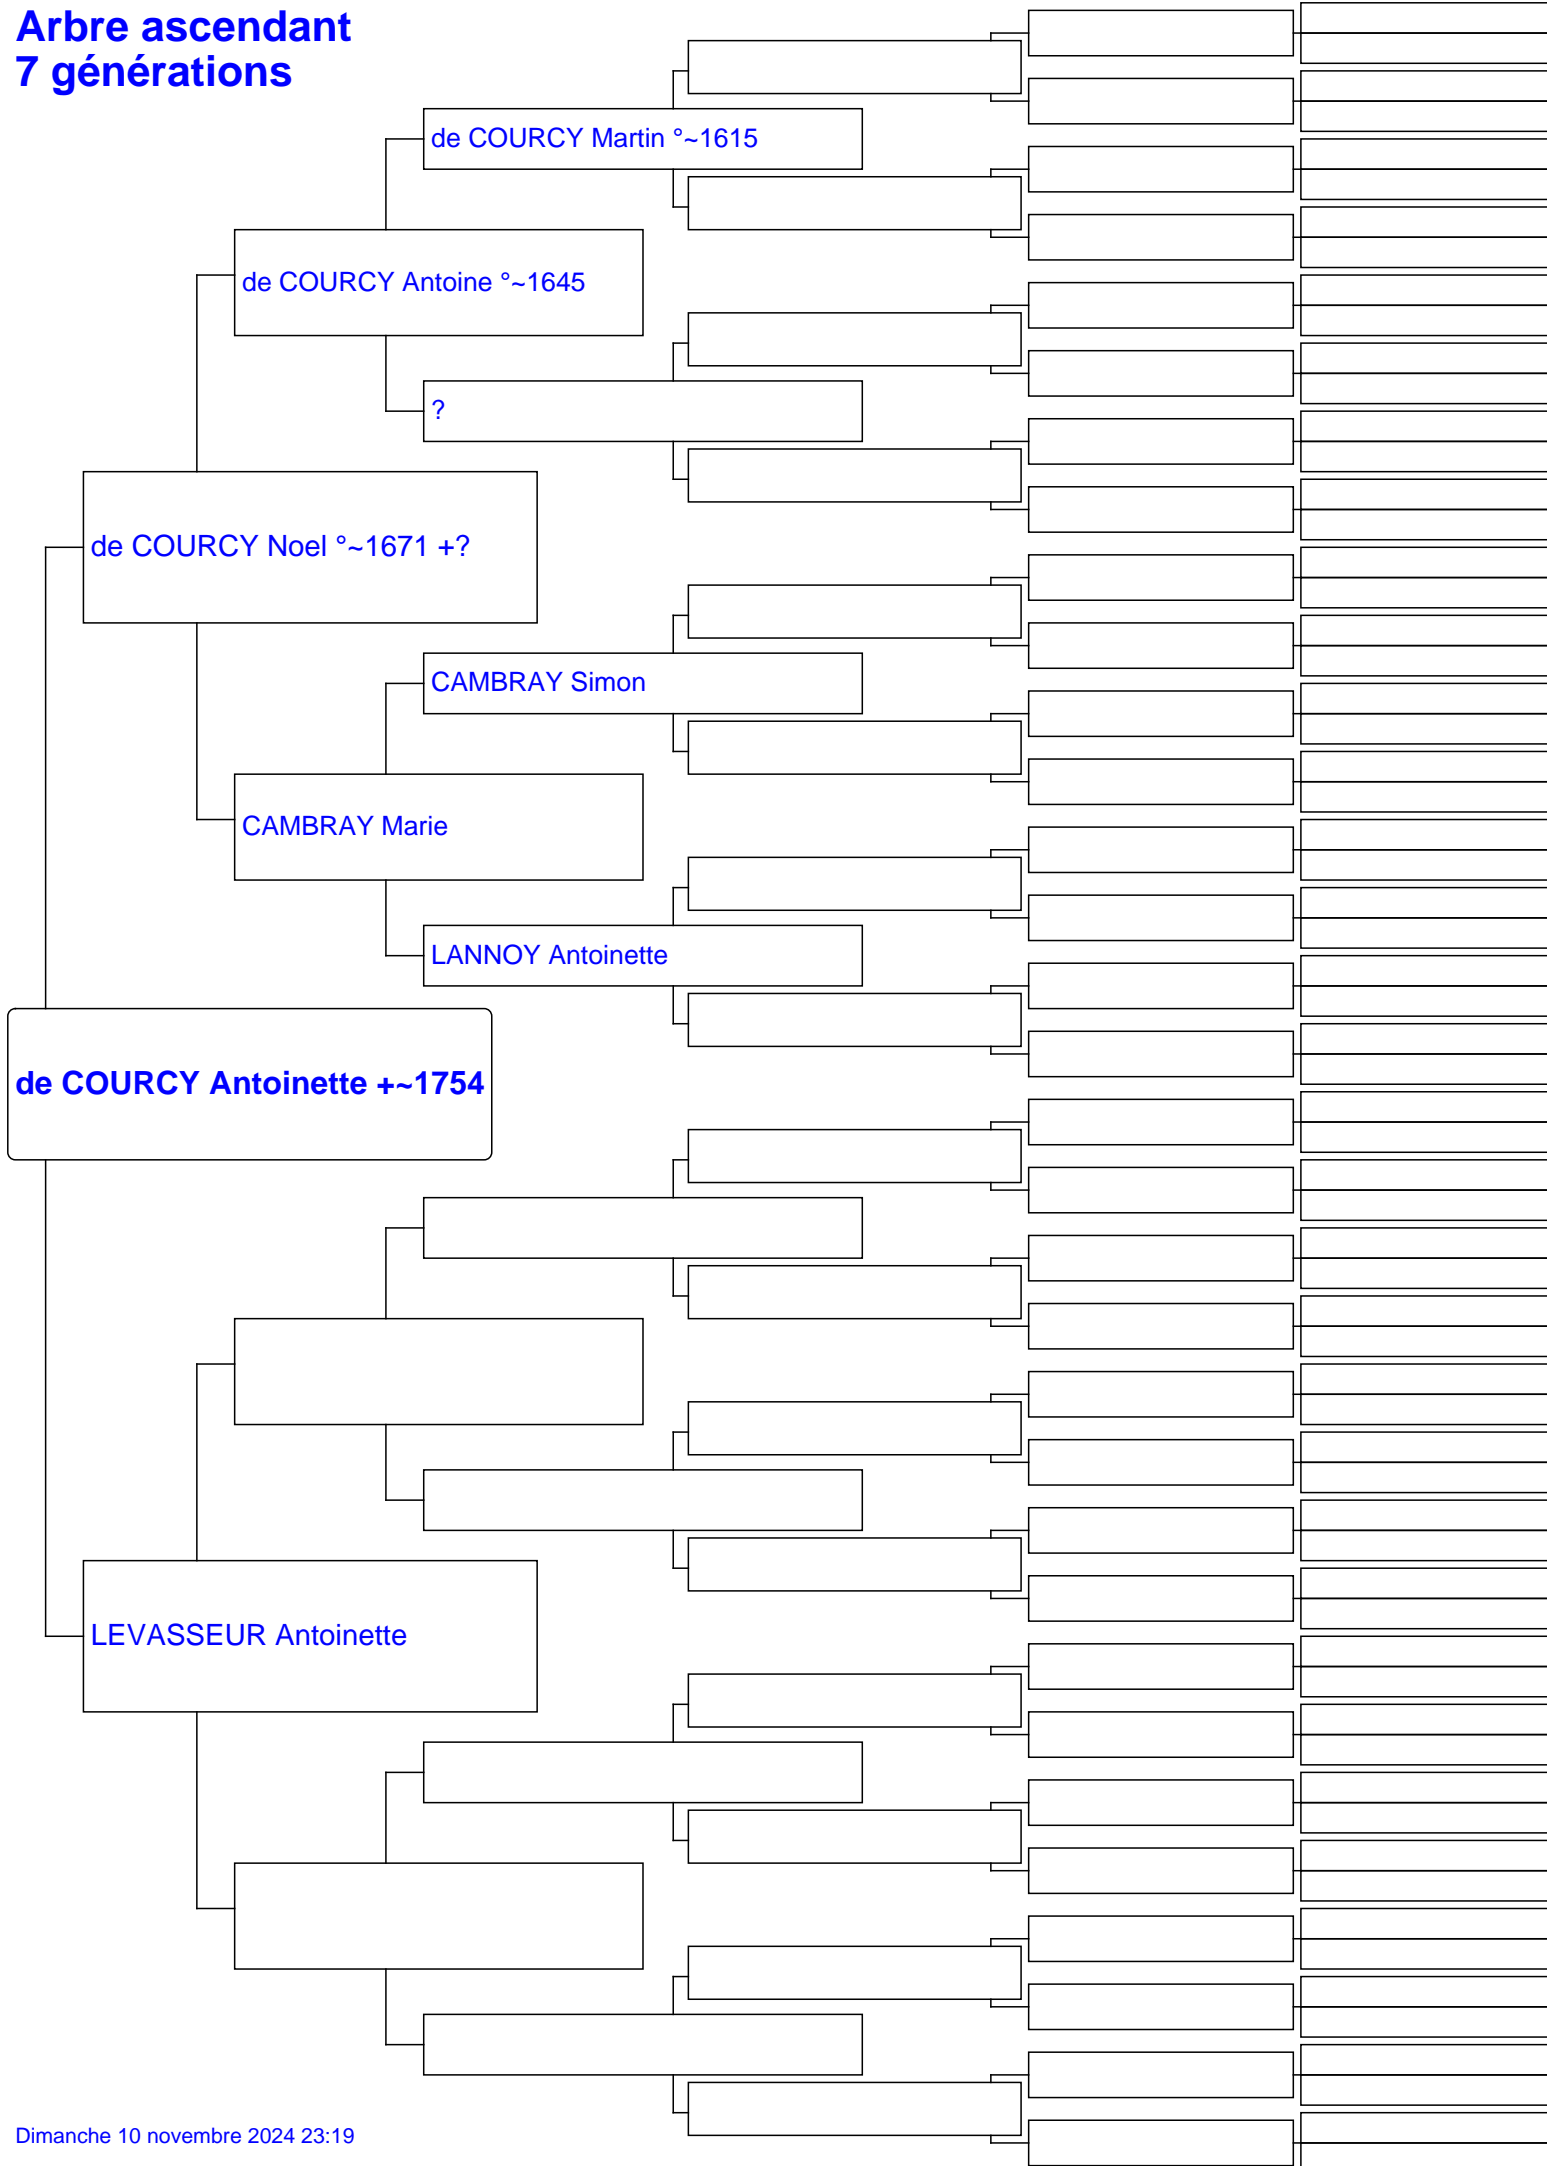 Arbre ascendant
7 générations
de COURCY Martin °~1615
de COURCY Antoine °~1645
?
de COURCY Noel °~1671 +?
CAMBRAY Simon
CAMBRAY Marie
LANNOY Antoinette
de COURCY Antoinette +~1754
LEVASSEUR Antoinette
Dimanche 10 novembre 2024 23:19